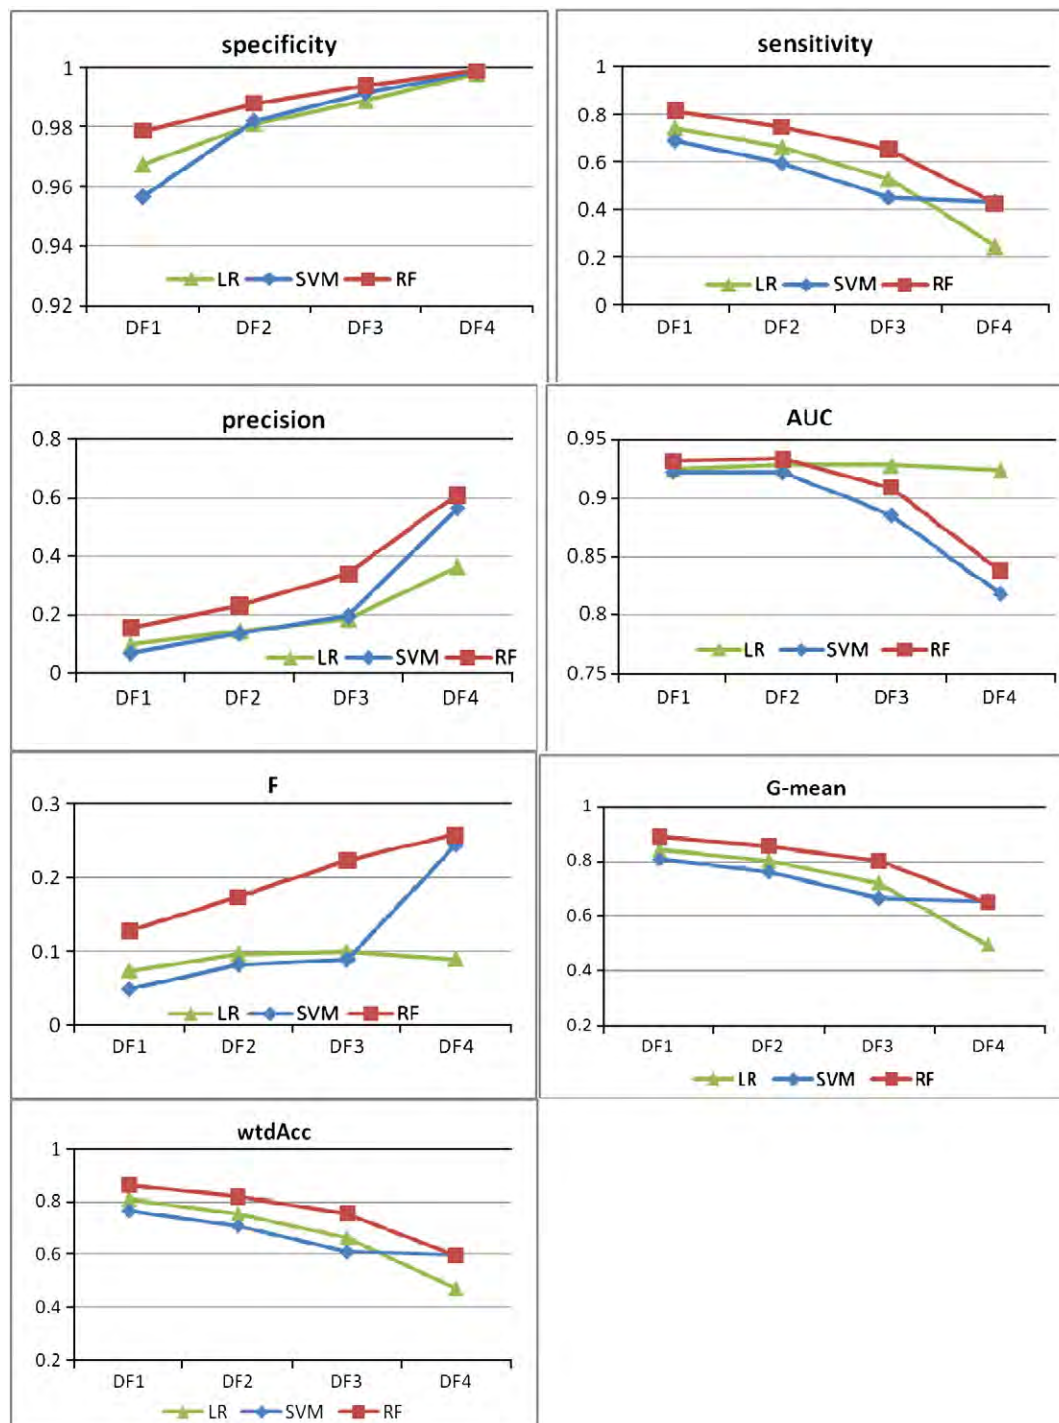 specificity
1
0.98
0.96
0.94
0.92
LR SVM RF
DF1 DF2 DF3 DF4
sensitivity
1
0.8
0.6
0.4
0.2
0
LR SVM RF
DF1 DF2 DF3 DF4
precision
0.8
0.6
0.4
0.2
0
LR SVM RF
DF1 DF2 DF3 DF4
AUC
0.95
0.9
0.85
0.8
0.75
LR SVM RF
DF1 DF2 DF3 DF4
F
0.3
0.2
0.1
0
LR SVM RF
DF1 DF2 DF3 DF4
G-mean
1
0.8
0.6
0.4
0.2
DF1 DF2 DF3 DF4
LR SVM RF
wtdAcc
1
0.8
0.6
0.4
0.2
DF1 DF2 DF3 DF4
LR SVM RF